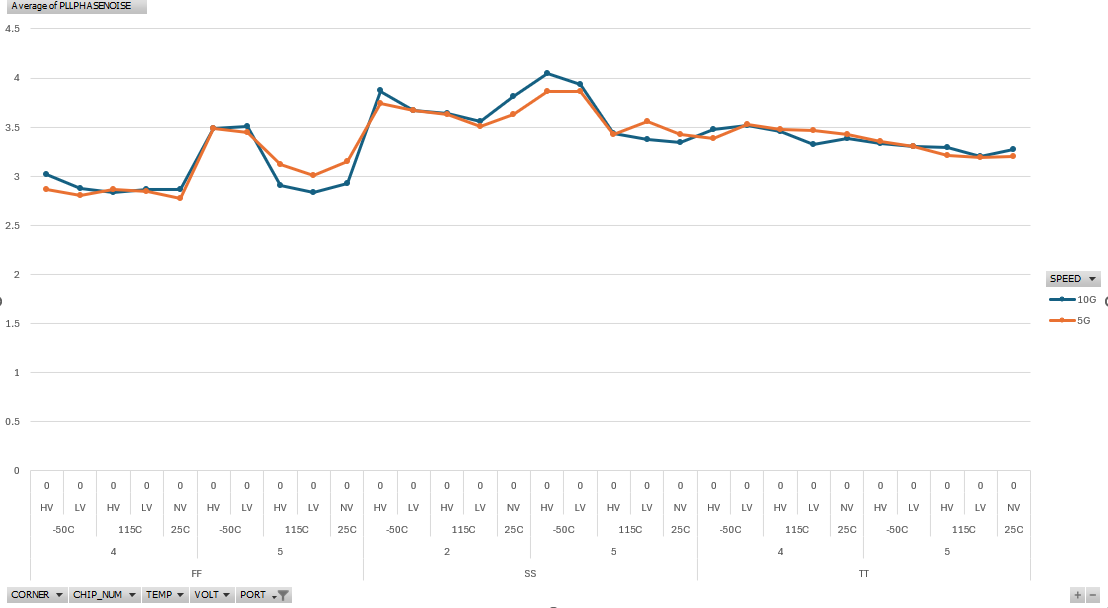 Average of PLLPHASENOISE
4.5
4
3.5
3
2.5
2
1.5
1
0.5
0
SPEED
10G
5G
0 0 0 0 0 0 0 0 0 0 0 0 0 0 0 0 0 0 0 0 0 0 0 0 0 0 0 0 0 0
HV LV HV LV NV HV LV HV LV NV HV LV HV LV NV HV LV HV LV NV HV LV HV LV NV HV LV HV LV NV
-50C 115C 25C -50C 115C 25C -50C 115C 25C -50C 115C 25C -50C 115C 25C -50C 115C 25C
4 5 2 5 4 5
FF SS TT
CORNER CHIP_NUM TEMP VOLT PORT
+ −